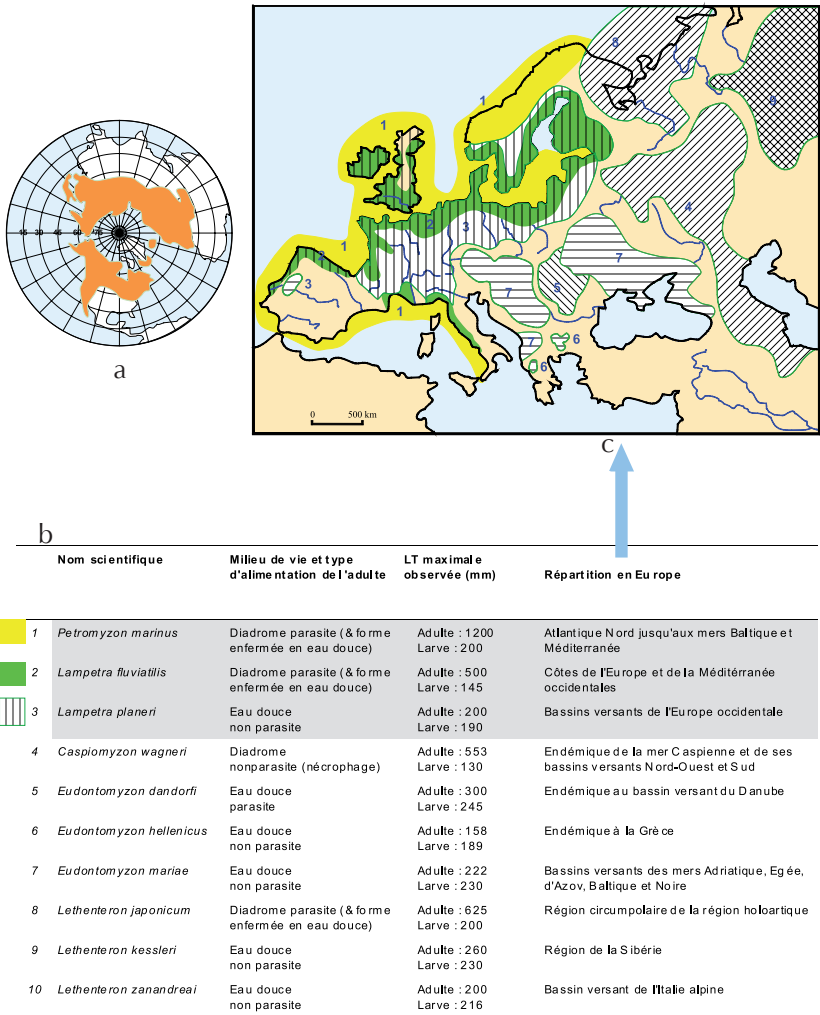 15 30 45 60 75
a
8
9
1
1
4
2
3
1
2
3
7
7
5
1
7
6
6
0 500 km
c
b
Nom scientifique Milieu de vie et type d'alimentation de l'adulte LT maximale observée (mm) Répartition en Europe
1 Petromyzon marinus Diadrome parasite (& forme Adulte : 1200 Atlantique Nord jusqu'aux mers Baltique et
enfermée en eau douce) Larve : 200 Méditerranée
2 Lampetra fluviatilis Diadrome parasite (& forme Adulte : 500 Côtes de l'Europe et de la Méditérranée
enfermée en eau douce) Larve : 145 occidentales
3 Lampetra planeri Eau douce Adulte : 200 Bassins versants de l'Europe occidentale
non parasite Larve : 190
4 Caspiomyzon wagneri Diadrome Adulte : 553 Endémique de la mer Caspienne et de ses
nonparasite (nécrophage) Larve : 130 bassins versants Nord-Ouest et Sud
5 Eudontomyzon dandorfi Eau douce Adulte : 300 Endémique au bassin versant du Danube
parasite Larve : 245
6 Eudontomyzon hellenicus Eau douce Adulte : 158 Endémique à la Grèce
non parasite Larve : 189
7 Eudontomyzon mariae Eau douce Adulte : 222 Bassins versants des mers Adriatique, Egée,
non parasite Larve : 230 d'Azov, Baltique et Noire
8 Lethenteron japonicum Diadrome parasite (& forme Adulte : 625 Région circumpolaire de la région holoartique
enfermée en eau douce) Larve : 200
9 Lethenteron kessleri Eau douce Adulte : 260 Région de la Sibérie
non parasite Larve : 230
10 Lethenteron zanandreai Eau douce Adulte : 200 Bassin versant de l'Italie alpine
non parasite Larve : 216